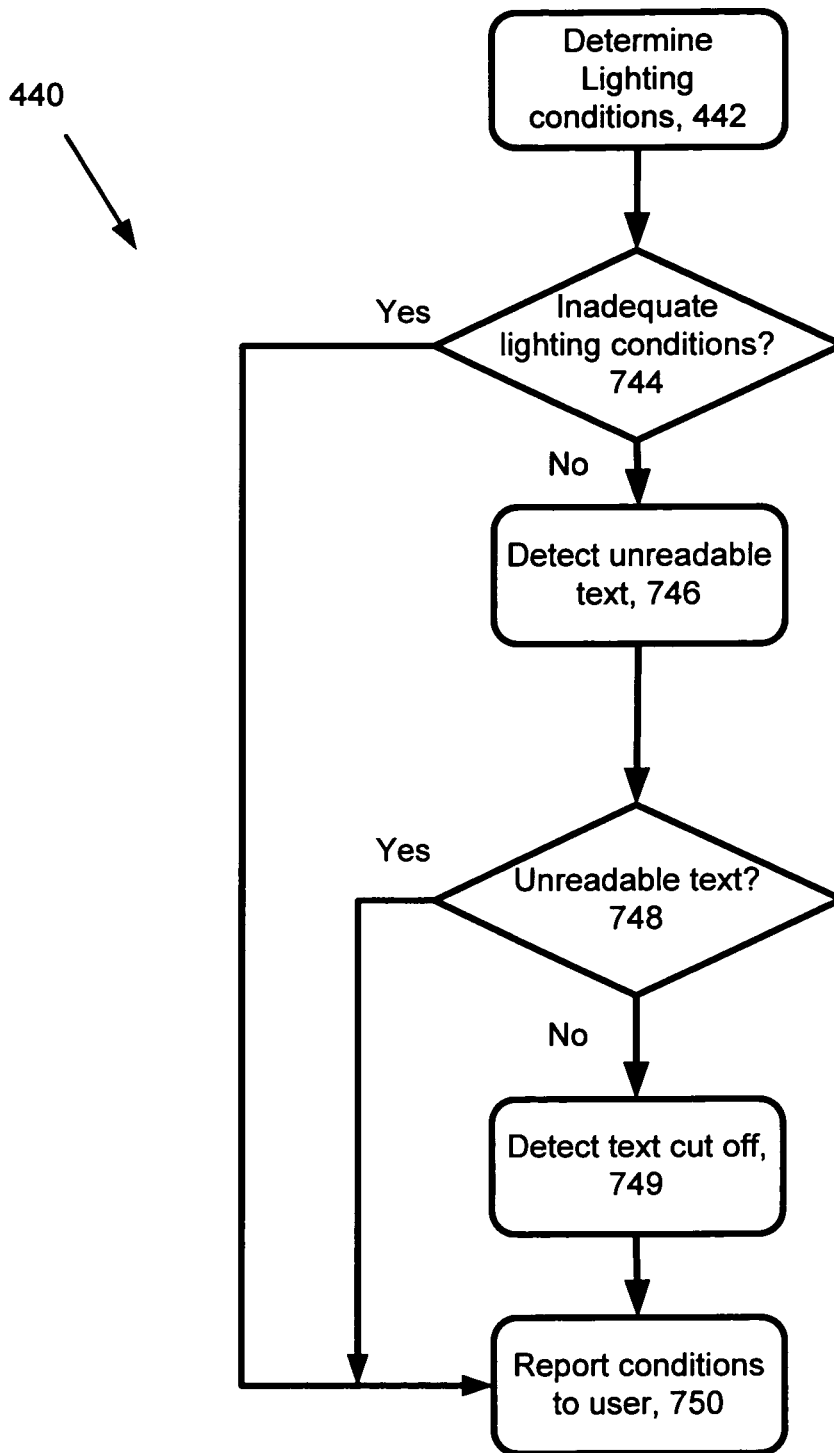 440
Determine
Lighting
conditions, 442
Yes
Inadequate
lighting conditions?
744
No
Detect unreadable
text, 746
Yes
Unreadable text?
748
No
Detect text cut off,
749
Report conditions
to user, 750